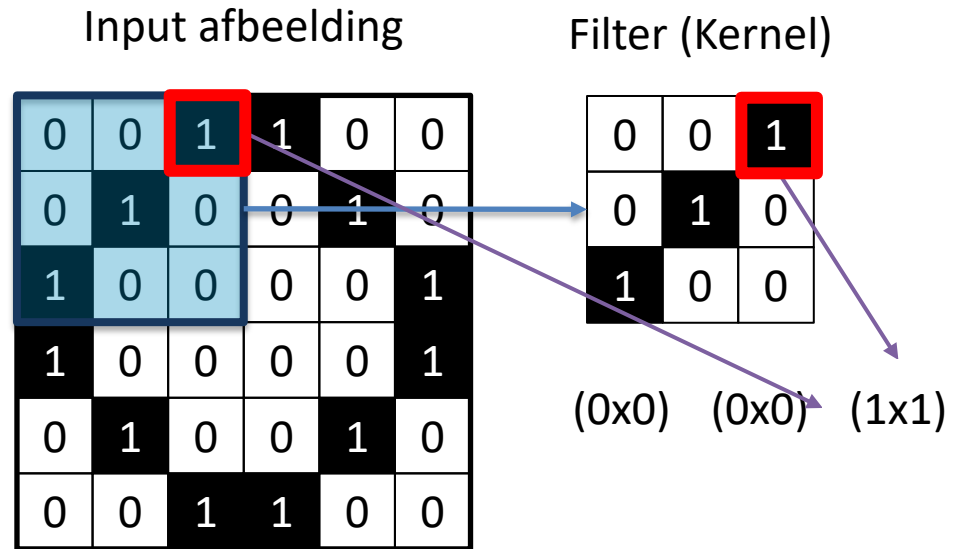 Input afbeelding
Filter (Kernel)
0 0 1 1 0 0
0 1 0 0 1 0
1 0 0 0 0 1
1 0 0 0 0 1
0 1 0 0 1 0
0 0 1 1 0 0
0 0 1
0 1 0
1 0 0
(0x0) (0x0) (1x1)